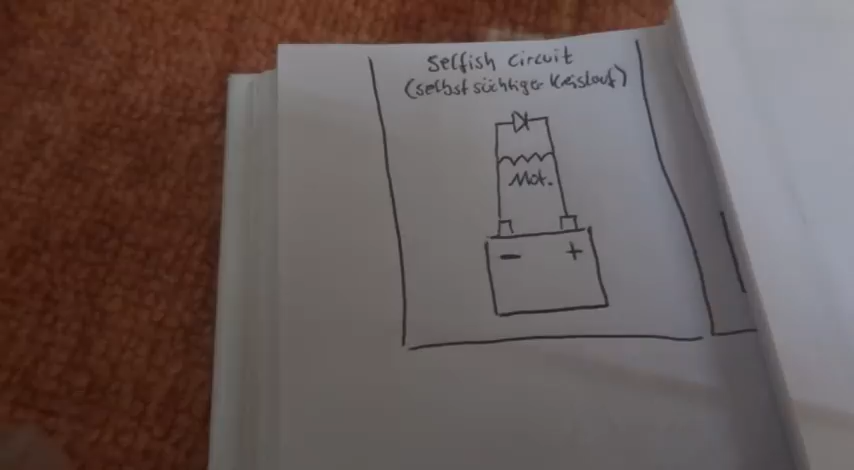 Selfish Circuit
(selbstsüchtiger Kreislauf)
Mot.
- +